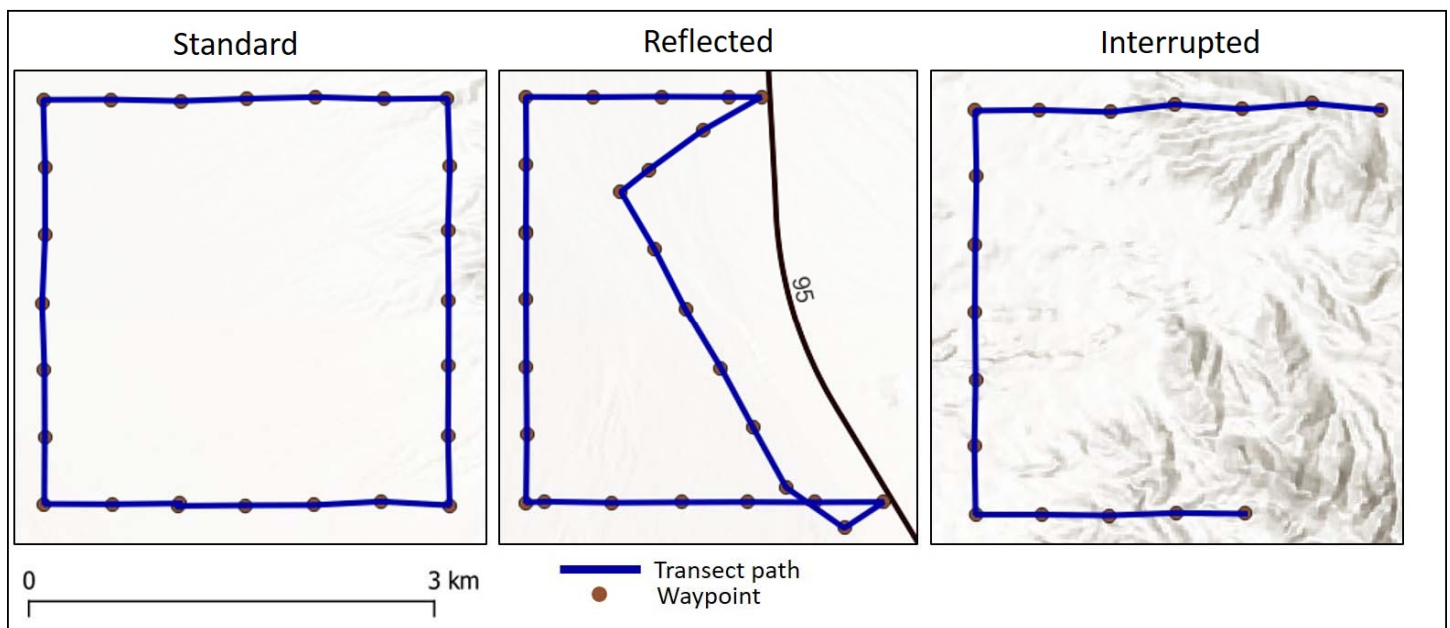 Standard
Reflected
Interrupted
95
0
3 km
Transect path
Waypoint